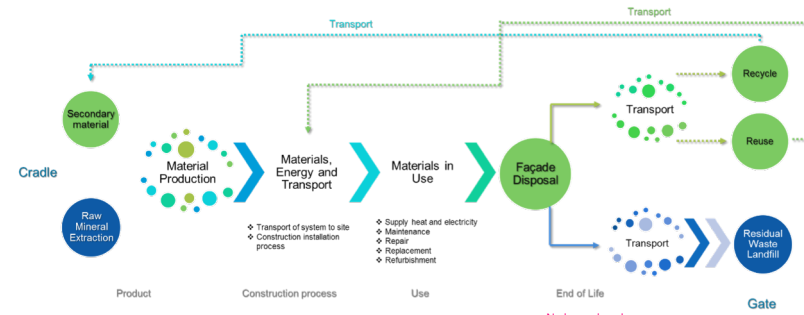 Transport
Transport
Secondary
material
Cradle
Raw
Mineral
Extraction
Material
Production
Materials,
Energy and
Transport
❖ Transport of system to site
❖ Construction installation
process
Materials in
Use
❖ Supply heat and electricity
❖ Maintenance
❖ Repair
❖ Replacement
❖ Refurbishment
Façade
Disposal
Transport
Recycle
Reuse
Transport
Residual
Waste
Landfill
Product
Construction process
Use
End of Life
Gate